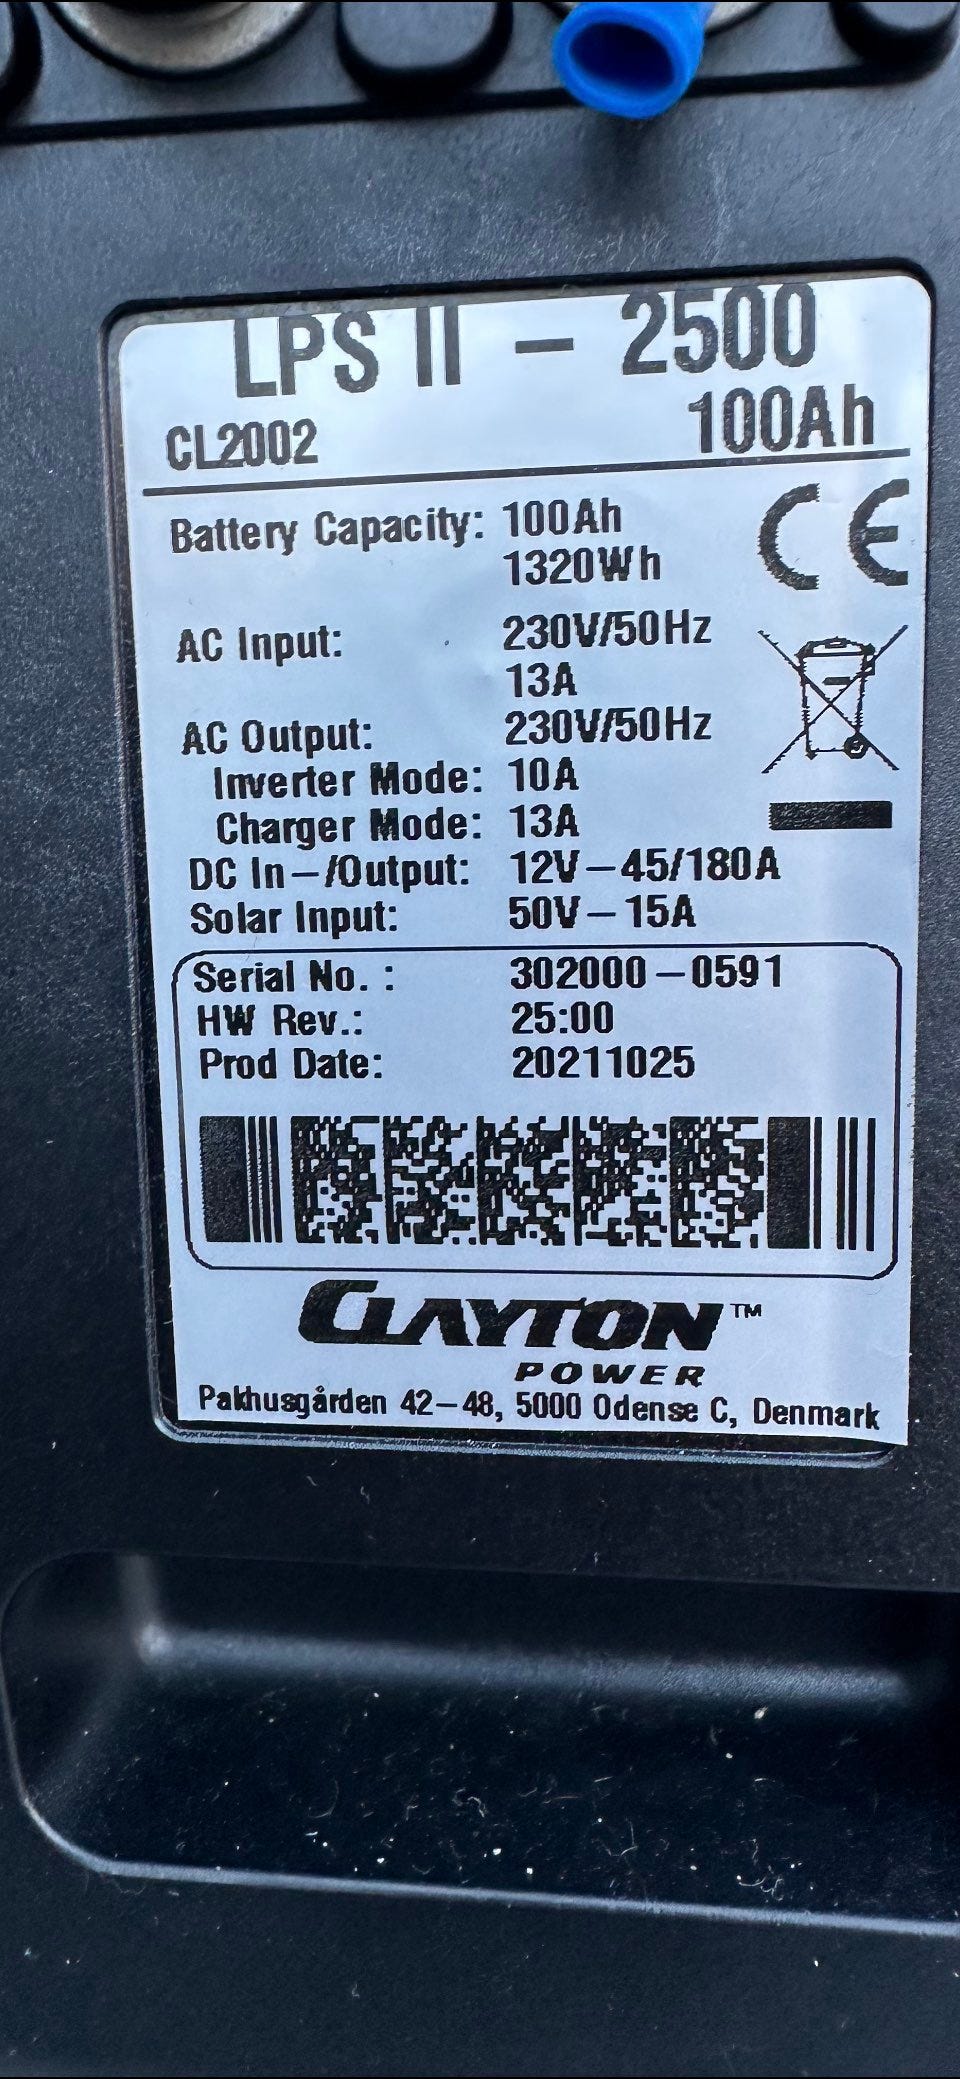 LPS II – 2500
CL2002 100Ah
Battery Capacity: 100Ah
1320Wh
CE
AC Input: 230V/50Hz
13A
AC Output: 230V/50Hz
Inverter Mode: 10A
Charger Mode: 13A
DC In–/Output: 12V–45/180A
Solar Input: 50V–15A
Serial No. : 302000–0591
HW Rev.: 25:00
Prod Date: 20211025
CLAYTON™
POWER
Pakhusgården 42–48, 5000 Odense C, Denmark